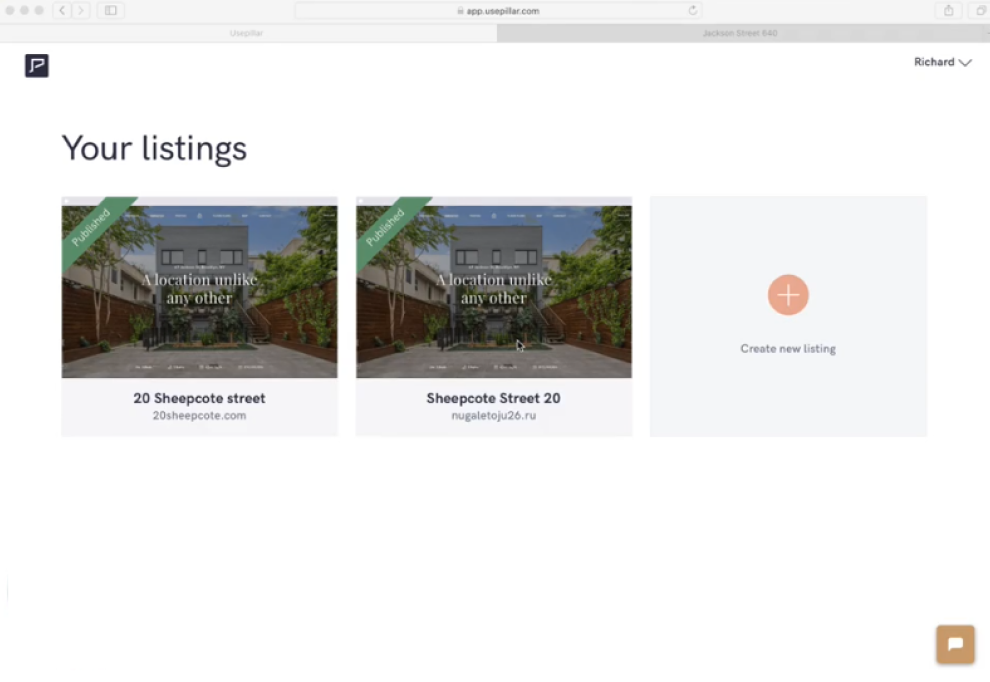 app.usepillar.com
Usepillar
Jackson Street 640
Richard
Your listings
Published
A location unlike
any other
20 Sheepcote street
20sheepcote.com
Published
A location unlike
any other
Sheepcote Street 20
nugaletoju26.ru
Create new listing